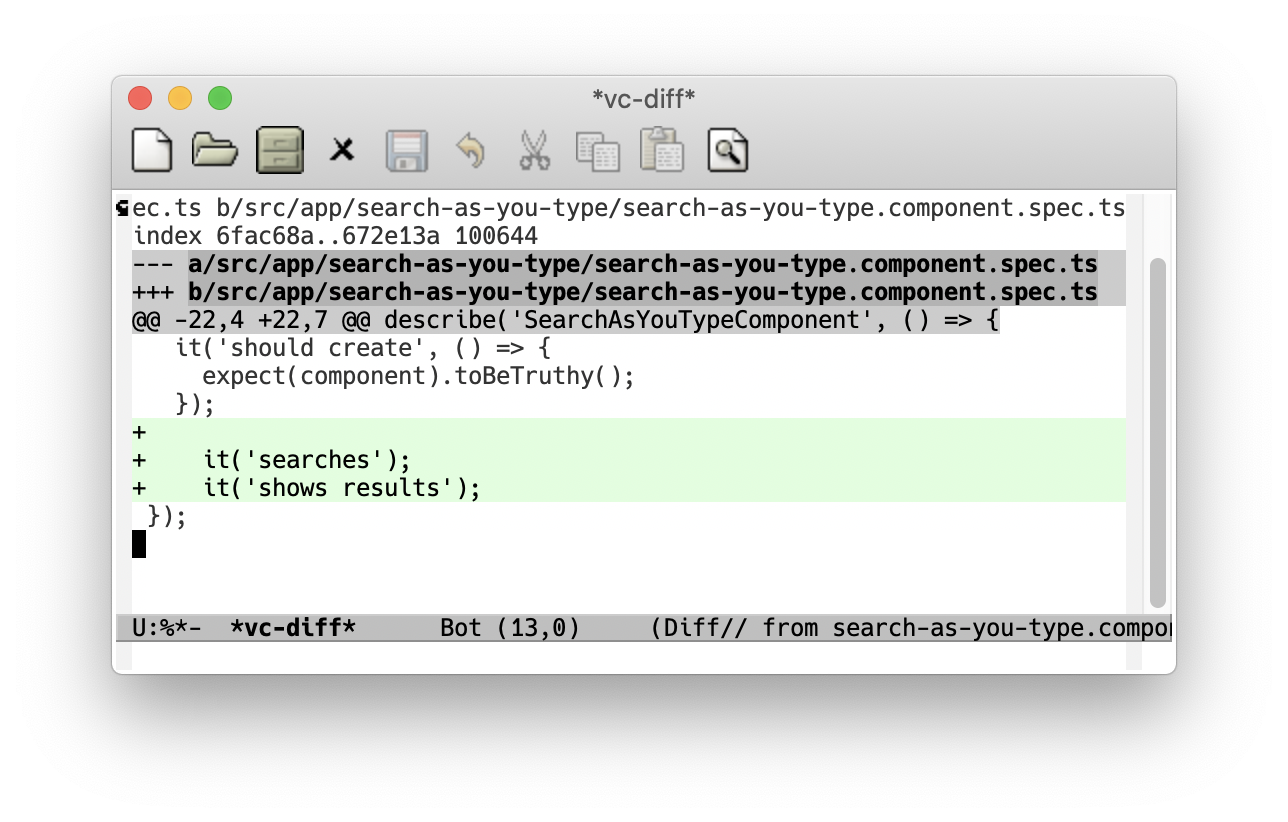 *vc-diff*
ec.ts b/src/app/search-as-you-type/search-as-you-type.component.spec.ts
index 6fac68a..672e13a 100644
--- a/src/app/search-as-you-type/search-as-you-type.component.spec.ts
+++ b/src/app/search-as-you-type/search-as-you-type.component.spec.ts
@@ -22,4 +22,7 @@ describe('SearchAsYouTypeComponent', () => {
   it('should create', () => {
     expect(component).toBeTruthy();
   });
+
+    it('searches');
+    it('shows results');
 });
U:%*-  *vc-diff*      Bot (13,0)     (Diff// from search-as-you-type.compon